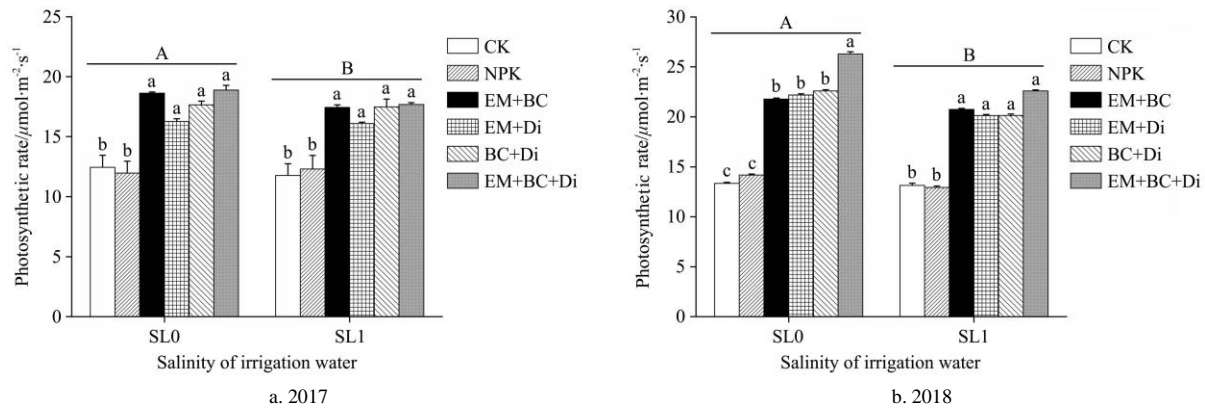 25
20
15
10
5
0
Photosynthetic rate/μmol·m⁻²·s⁻¹
A
b
b
a
a
a
a
B
b
b
a
a
a
a
SL0
SL1
Salinity of irrigation water
CK
NPK
EM+BC
EM+Di
BC+Di
EM+BC+Di
a. 2017
30
25
20
15
10
5
0
Photosynthetic rate/μmol·m⁻²·s⁻¹
A
c
c
b
b
b
a
B
b
b
a
a
a
a
SL0
SL1
Salinity of irrigation water
CK
NPK
EM+BC
EM+Di
BC+Di
EM+BC+Di
b. 2018